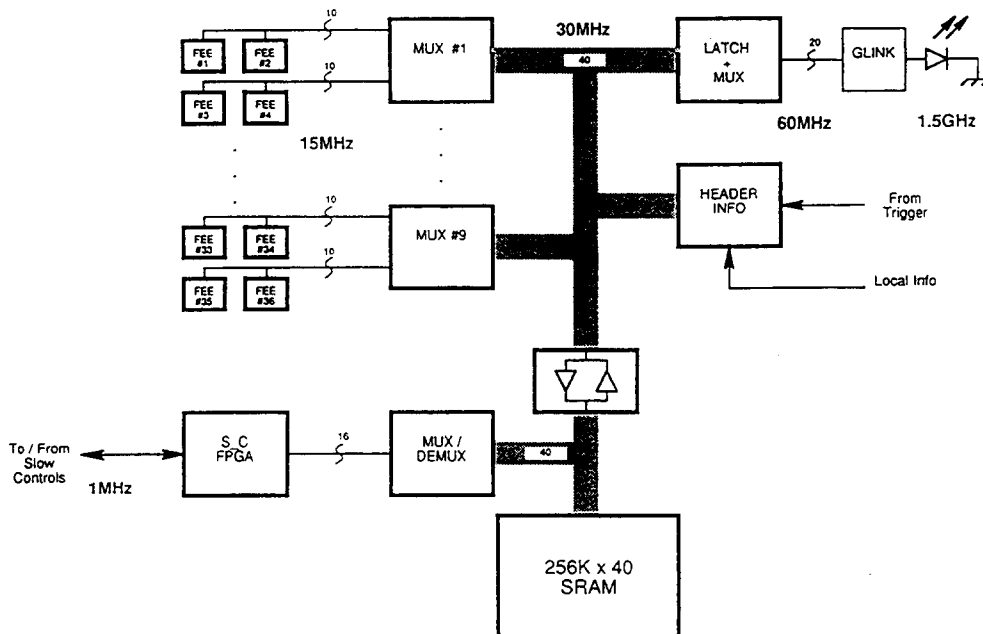 10
FEE
#1
FEE
#2
MUX #1
30MHz
40
LATCH
+
MUX
20
GLINK
10
FEE
#3
FEE
#4
15MHz
60MHz
1.5GHz
10
FEE
#33
FEE
#34
MUX #9
HEADER
INFO
From
Trigger
10
FEE
#35
FEE
#36
Local Info
To / From
Slow
Controls
1MHz
S_C
FPGA
16
MUX /
DEMUX
40
256K x 40
SRAM